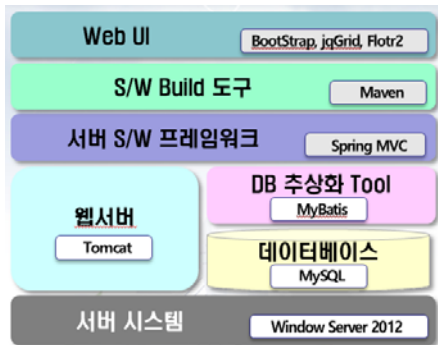 Web UI
BootStrap, jqGrid, Flotr2
S/W Build 도구
Maven
서버 S/W 프레임워크
Spring MVC
웹서버
Tomcat
DB 추상화 Tool
MyBatis
데이터베이스
MySQL
서버 시스템
Window Server 2012